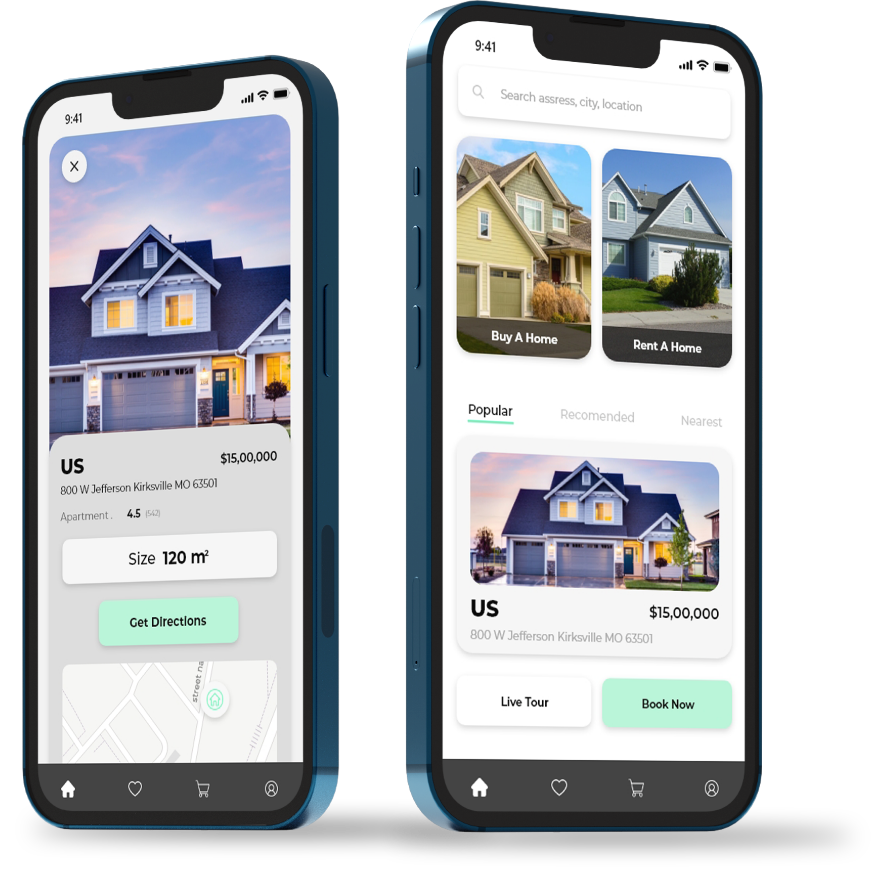 9:41
X
US
$15,00,000
800 W Jefferson Kirksville MO 63501
Apartment . 4.5 (542)
Size 120 m²
Get Directions
street na
9:41
Search assress, city, location
Buy A Home
Rent A Home
Popular
Recomended
Nearest
US
$15,00,000
800 W Jefferson Kirksville MO 63501
Live Tour
Book Now